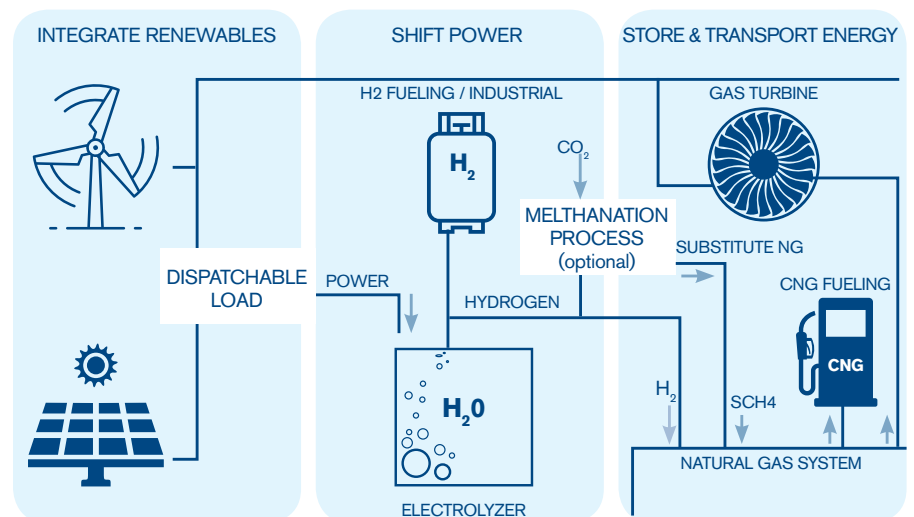 INTEGRATE RENEWABLES
SHIFT POWER
STORE & TRANSPORT ENERGY
H2 FUELING / INDUSTRIAL
GAS TURBINE
H2
CO2
MELTHANATION
PROCESS
(optional)
SUBSTITUTE NG
DISPATCHABLE
LOAD
POWER
HYDROGEN
CNG FUELING
CNG
H20
H2
SCH4
NATURAL GAS SYSTEM
ELECTROLYZER